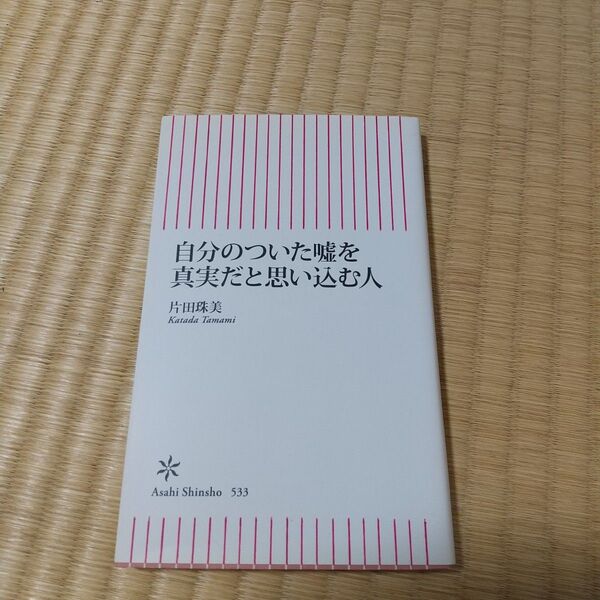 自分のついた嘘を
真実だと思い込む人
片田珠美
Katada Tamami
Asahi Shinsho 533